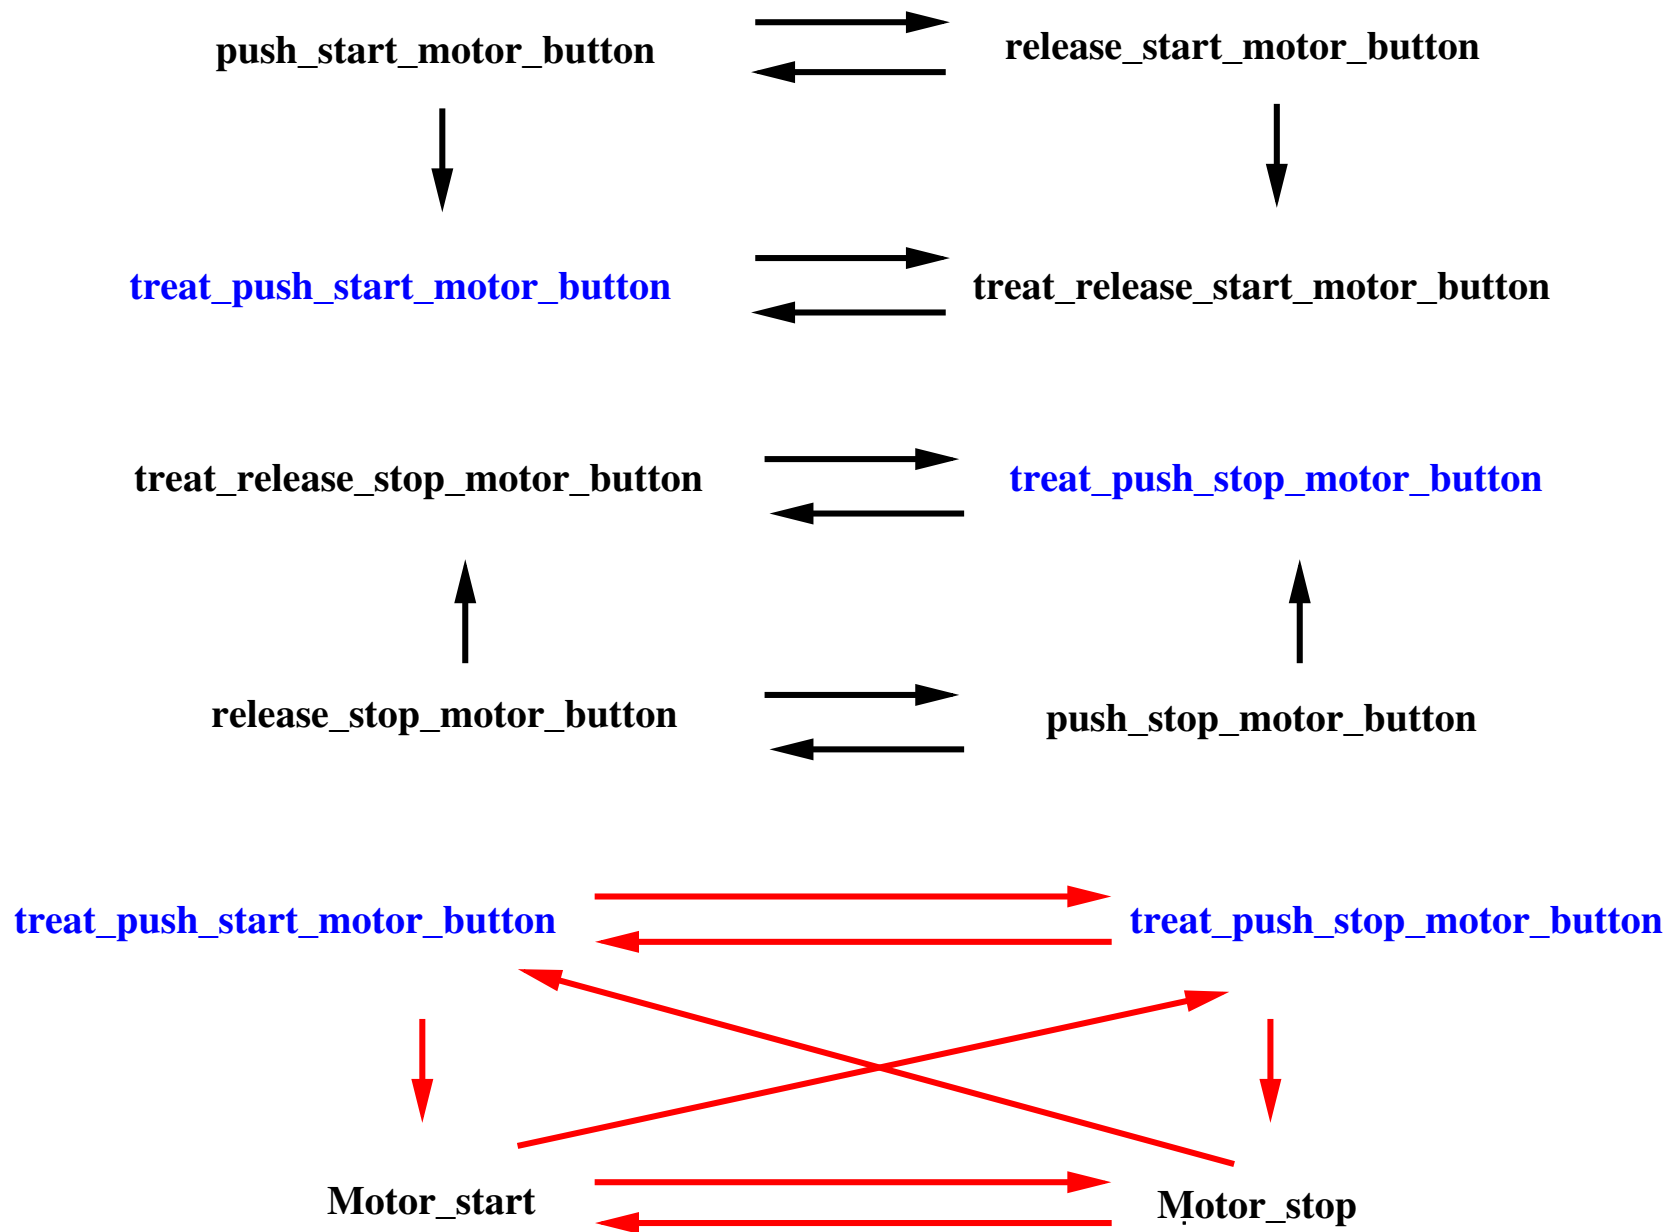 push_start_motor_button
release_start_motor_button
treat_push_start_motor_button
treat_release_start_motor_button
treat_release_stop_motor_button
treat_push_stop_motor_button
release_stop_motor_button
push_stop_motor_button
treat_push_start_motor_button
treat_push_stop_motor_button
Motor_start
Motor_stop